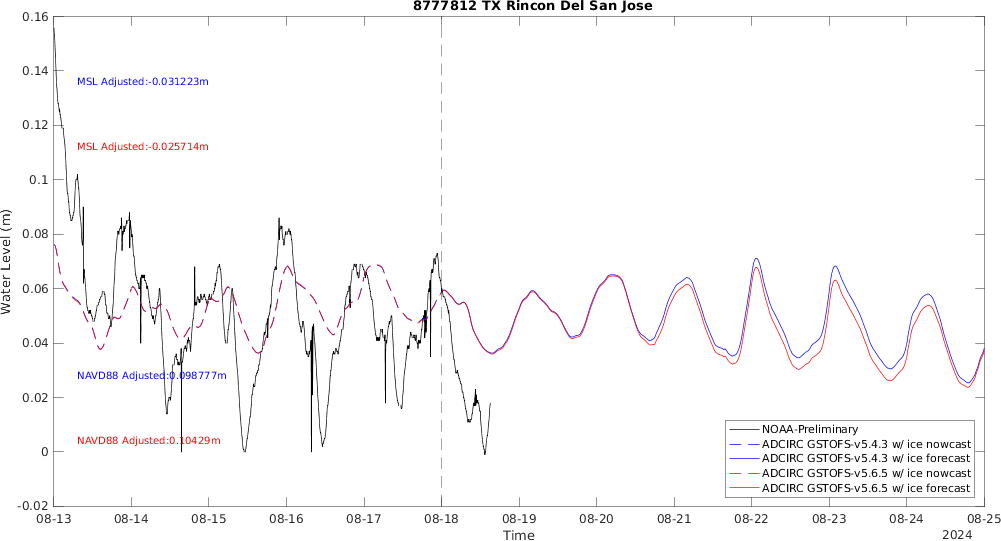 8777812 TX Rincon Del San Jose
Water Level (m)
0.16
0.14
0.12
0.1
0.08
0.06
0.04
0.02
0
-0.02
MSL Adjusted:-0.031223m
MSL Adjusted:-0.025714m
NAVD88 Adjusted:0.098777m
NAVD88 Adjusted:0.10429m
NOAA-Preliminary
ADCIRC GSTOFS-v5.4.3 w/ ice nowcast
ADCIRC GSTOFS-v5.4.3 w/ ice forecast
ADCIRC GSTOFS-v5.6.5 w/ ice nowcast
ADCIRC GSTOFS-v5.6.5 w/ ice forecast
08-13 08-14 08-15 08-16 08-17 08-18 08-19 08-20 08-21 08-22 08-23 08-24 08-25
Time
2024